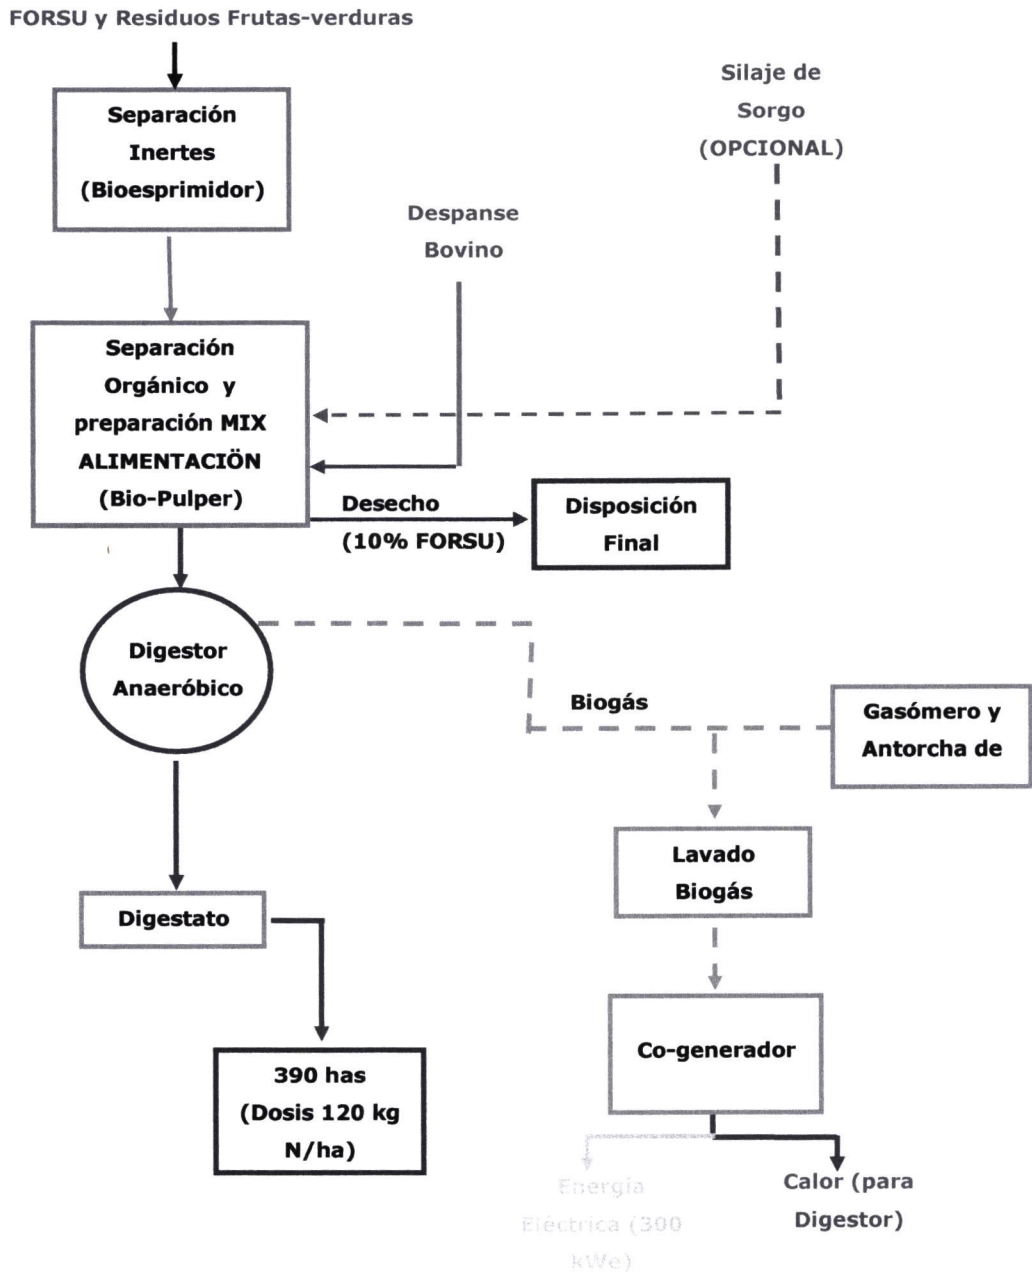 FORSU y Residuos Frutas-verduras
Separación
Inertes
(Bioesprimidor)
Silaje de
Sorgo
(OPCIONAL)
Despanse
Bovino
Separación
Orgánico y
preparación MIX
ALIMENTACIÖN
(Bio-Pulper)
Desecho
(10% FORSU)
Disposición
Final
Digestor
Anaeróbico
Biogás
Gasómero y
Antorcha de
Lavado
Biogás
Digestato
Co-generador
390 has
(Dosis 120 kg
N/ha)
Energía
Eléctrica (300
kWe)
Calor (para
Digestor)